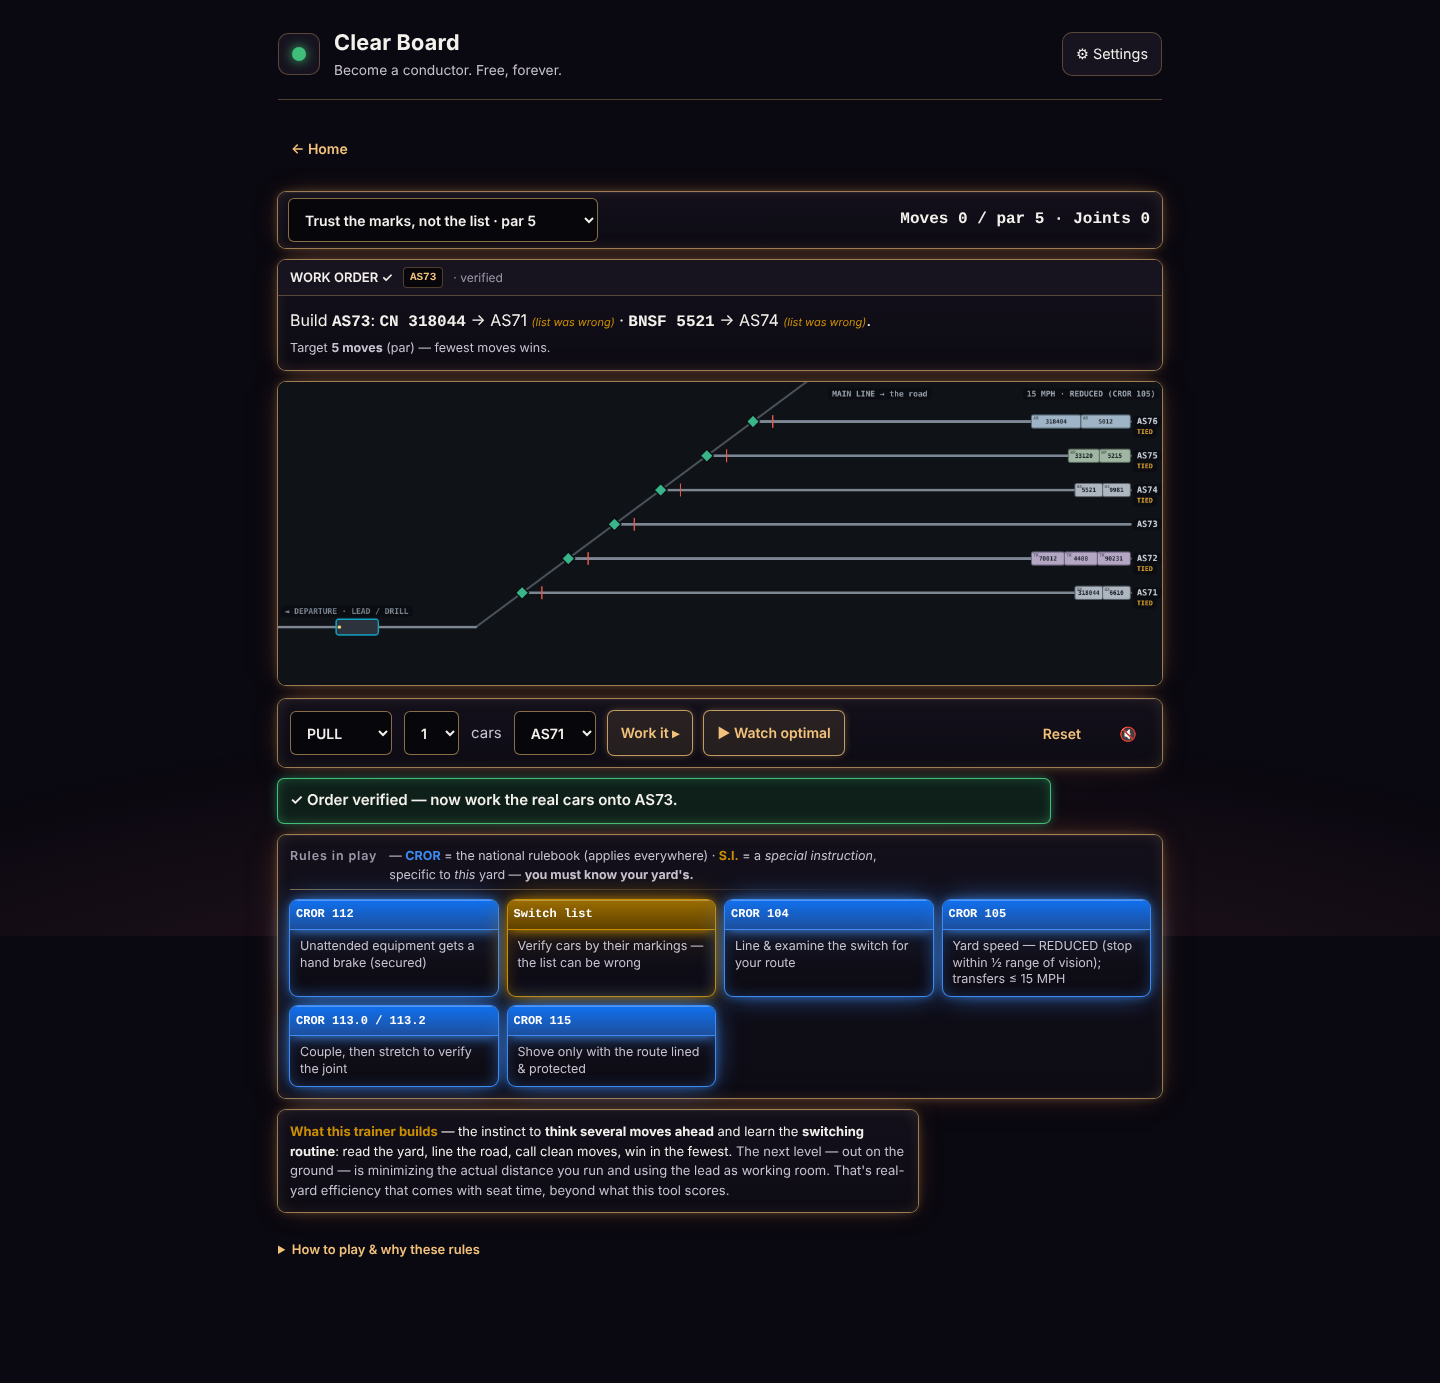 Clear Board
Become a conductor. Free, forever.
⚙ Settings
← Home
Trust the marks, not the list · par 5
Moves 0 / par 5 · Joints 0
WORK ORDER ✓ AS73 · verified
Build AS73: CN 318044 → AS71 (list was wrong) · BNSF 5521 → AS74 (list was wrong).
Target 5 moves (par) — fewest moves wins.
MAIN LINE → the road
15 MPH · REDUCED (CROR 105)
318404 5012 AS76
TIED
33120 5215 AS75
TIED
5521 9981 AS74
TIED
AS73
70012 4408 90231 AS72
TIED
318044 6610 AS71
TIED
DEPARTURE · LEAD / DRILL
PULL 1 cars AS71 Work it ▸ ▶ Watch optimal Reset
✓ Order verified — now work the real cars onto AS73.
Rules in play — CROR = the national rulebook (applies everywhere) · S.I. = a special instruction,
specific to this yard — you must know your yard's.
CROR 112
Unattended equipment gets a
hand brake (secured)
Switch list
Verify cars by their markings —
the list can be wrong
CROR 104
Line & examine the switch for
your route
CROR 105
Yard speed — REDUCED (stop
within ½ range of vision);
transfers ≤ 15 MPH
CROR 113.0 / 113.2
Couple, then stretch to verify
the joint
CROR 115
Shove only with the route lined
& protected
What this trainer builds — the instinct to think several moves ahead and learn the switching
routine: read the yard, line the road, call clean moves, win in the fewest. The next level — out on the
ground — is minimizing the actual distance you run and using the lead as working room. That's real-
yard efficiency that comes with seat time, beyond what this tool scores.
▶ How to play & why these rules